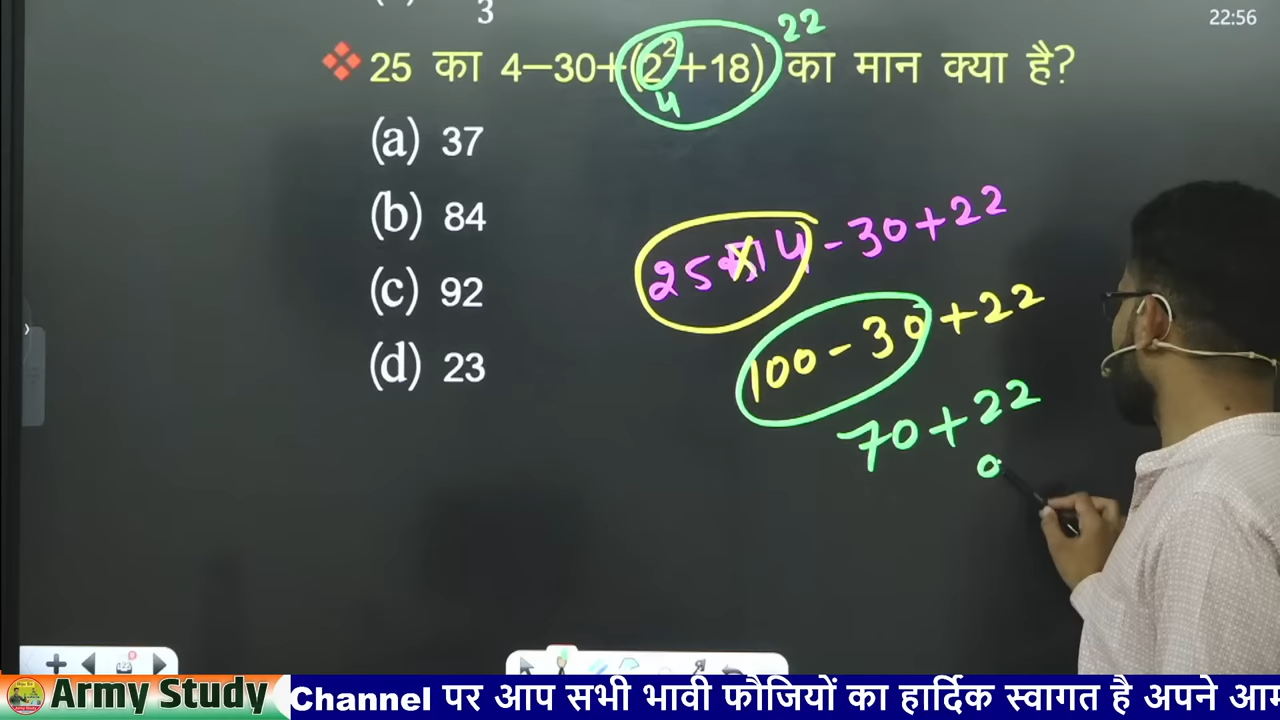 3
22:56
❖ 25 का 4−30+(2²+18) का मान क्या है?
22
4
(a) 37
(b) 84
(c) 92
(d) 23
25 × 4 - 30 + 22
100 - 30 + 22
70 + 22
Army Study
Channel पर आप सभी भावी फौजियों का हार्दिक स्वागत है अपने आर्म